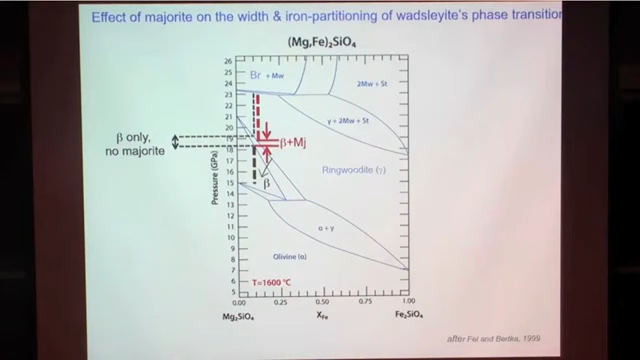 Effect of majorite on the width & iron-partitioning of wadsleyite's phase transition
(Mg,Fe)₂SiO₄
26
25
24
23
22
21
20
19
18
17
16
15
14
13
12
11
10
9
8
7
6
5
Pressure (GPa)
Br + Mw
2Mw + St
γ + 2Mw + St
β only,
no majorite
β+Mj
Ringwoodite (γ)
β
α + γ
Olivine (α)
T=1600 °C
0.00 0.25 0.50 0.75 1.00
Mg₂SiO₄ XFe Fe₂SiO₄
after Fei and Bertka, 1999